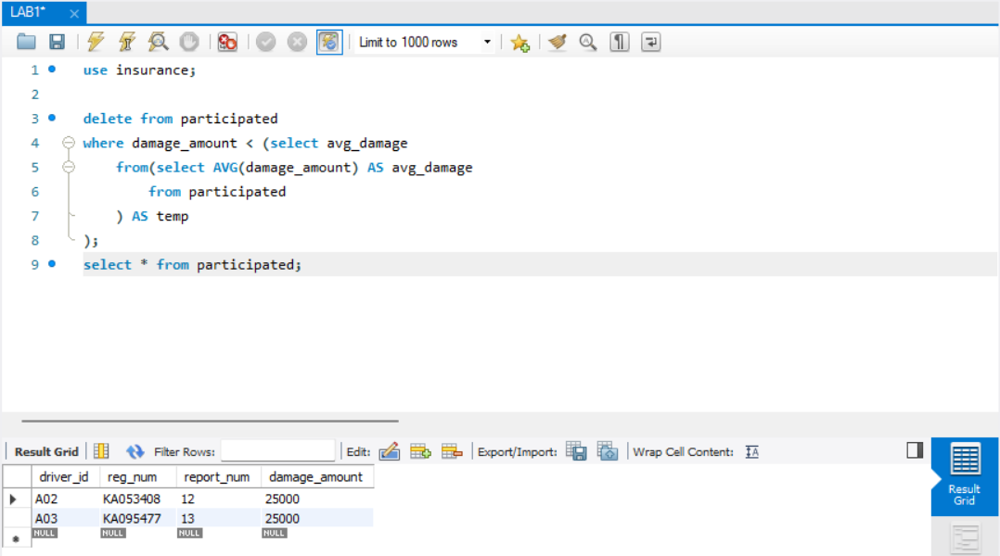 LAB1*
Limit to 1000 rows
1 use insurance;
2
3 delete from participated
4 where damage_amount < (select avg_damage
5 from(select AVG(damage_amount) AS avg_damage
6 from participated
7 ) AS temp
8 );
9 select * from participated;
Result Grid Filter Rows: Edit: Export/Import: Wrap Cell Content: IA
driver_id reg_num report_num damage_amount
A02 KA053408 12 25000
A03 KA095477 13 25000
NULL NULL NULL NULL
Result
Grid